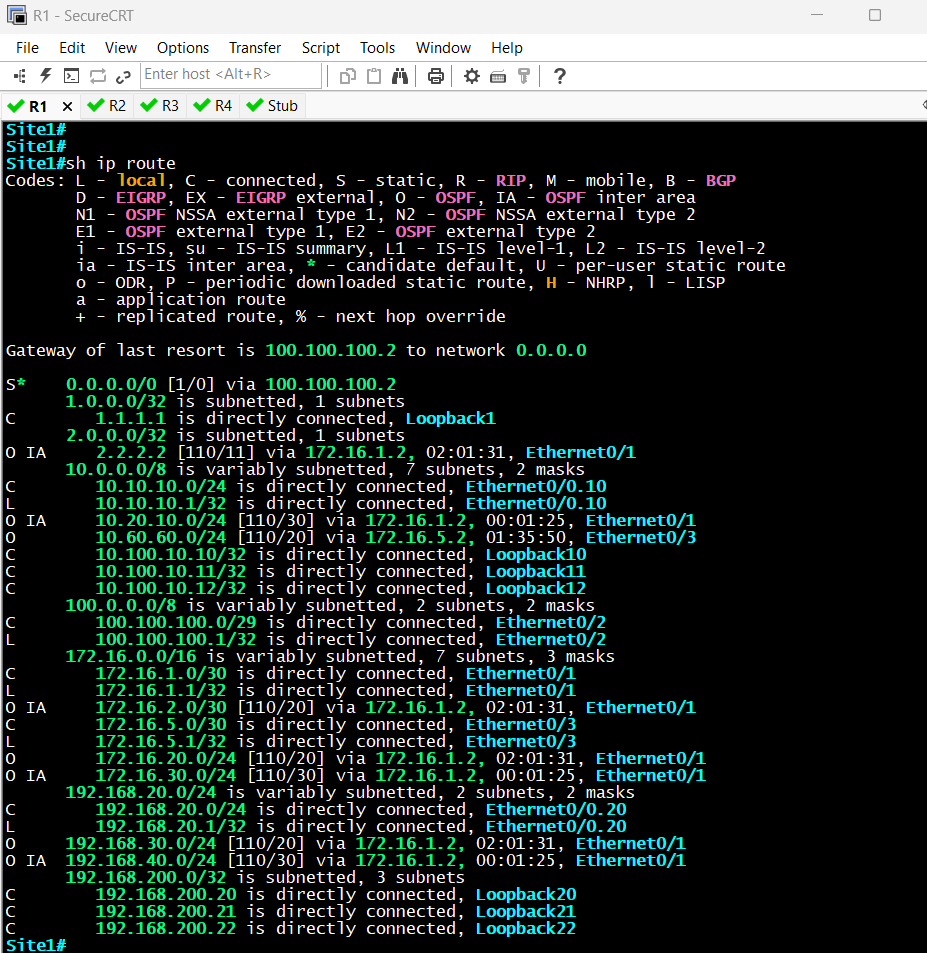 R1 - SecureCRT
File Edit View Options Transfer Script Tools Window Help
Enter host <Alt+R>
R1 R2 R3 R4 Stub
Site1#
Site1#
Site1#sh ip route
Codes: L - local, C - connected, S - static, R - RIP, M - mobile, B - BGP
       D - EIGRP, EX - EIGRP external, O - OSPF, IA - OSPF inter area
       N1 - OSPF NSSA external type 1, N2 - OSPF NSSA external type 2
       E1 - OSPF external type 1, E2 - OSPF external type 2
       i - IS-IS, su - IS-IS summary, L1 - IS-IS level-1, L2 - IS-IS level-2
       ia - IS-IS inter area, * - candidate default, U - per-user static route
       o - ODR, P - periodic downloaded static route, H - NHRP, l - LISP
       a - application route
       + - replicated route, % - next hop override
Gateway of last resort is 100.100.100.2 to network 0.0.0.0
S*    0.0.0.0/0 [1/0] via 100.100.100.2
      1.0.0.0/32 is subnetted, 1 subnets
C        1.1.1.1 is directly connected, Loopback1
      2.0.0.0/32 is subnetted, 1 subnets
O IA     2.2.2.2 [110/11] via 172.16.1.2, 02:01:31, Ethernet0/1
      10.0.0.0/8 is variably subnetted, 7 subnets, 2 masks
C        10.10.10.0/24 is directly connected, Ethernet0/0.10
L        10.10.10.1/32 is directly connected, Ethernet0/0.10
O IA     10.20.10.0/24 [110/30] via 172.16.1.2, 00:01:25, Ethernet0/1
O        10.60.60.0/24 [110/20] via 172.16.5.2, 01:35:50, Ethernet0/3
C        10.100.10.10/32 is directly connected, Loopback10
C        10.100.10.11/32 is directly connected, Loopback11
C        10.100.10.12/32 is directly connected, Loopback12
      100.0.0.0/8 is variably subnetted, 2 subnets, 2 masks
C        100.100.100.0/29 is directly connected, Ethernet0/2
L        100.100.100.1/32 is directly connected, Ethernet0/2
      172.16.0.0/16 is variably subnetted, 7 subnets, 3 masks
C        172.16.1.0/30 is directly connected, Ethernet0/1
L        172.16.1.1/32 is directly connected, Ethernet0/1
O IA     172.16.2.0/30 [110/20] via 172.16.1.2, 02:01:31, Ethernet0/1
C        172.16.5.0/30 is directly connected, Ethernet0/3
L        172.16.5.1/32 is directly connected, Ethernet0/3
O        172.16.20.0/24 [110/20] via 172.16.1.2, 02:01:31, Ethernet0/1
O IA     172.16.30.0/24 [110/30] via 172.16.1.2, 00:01:25, Ethernet0/1
      192.168.20.0/24 is variably subnetted, 2 subnets, 2 masks
C        192.168.20.0/24 is directly connected, Ethernet0/0.20
L        192.168.20.1/32 is directly connected, Ethernet0/0.20
O     192.168.30.0/24 [110/20] via 172.16.1.2, 02:01:31, Ethernet0/1
O IA  192.168.40.0/24 [110/30] via 172.16.1.2, 00:01:25, Ethernet0/1
      192.168.200.0/32 is subnetted, 3 subnets
C        192.168.200.20 is directly connected, Loopback20
C        192.168.200.21 is directly connected, Loopback21
C        192.168.200.22 is directly connected, Loopback22
Site1#